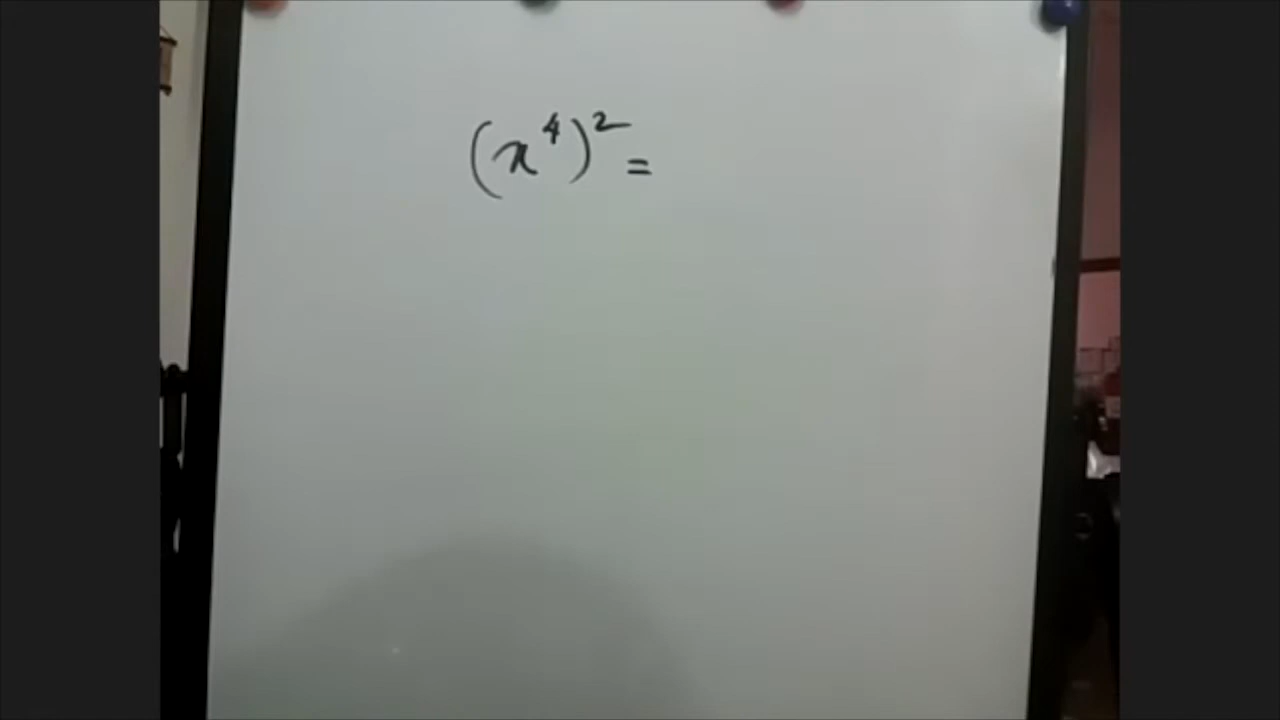 (x⁴)² =